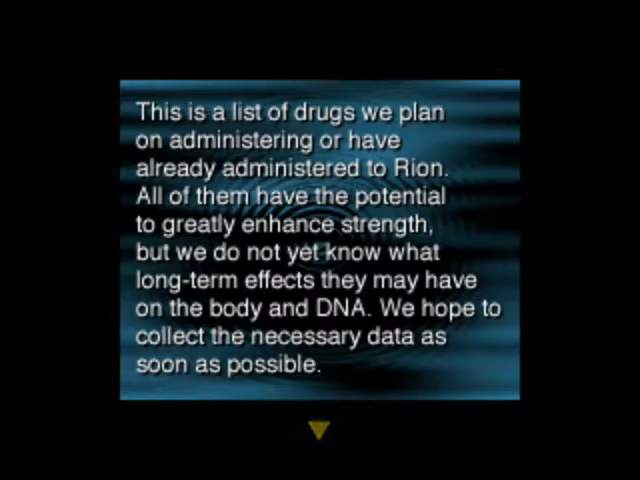 This is a list of drugs we plan
on administering or have
already administered to Rion.
All of them have the potential
to greatly enhance strength,
but we do not yet know what
long-term effects they may have
on the body and DNA. We hope to
collect the necessary data as
soon as possible.